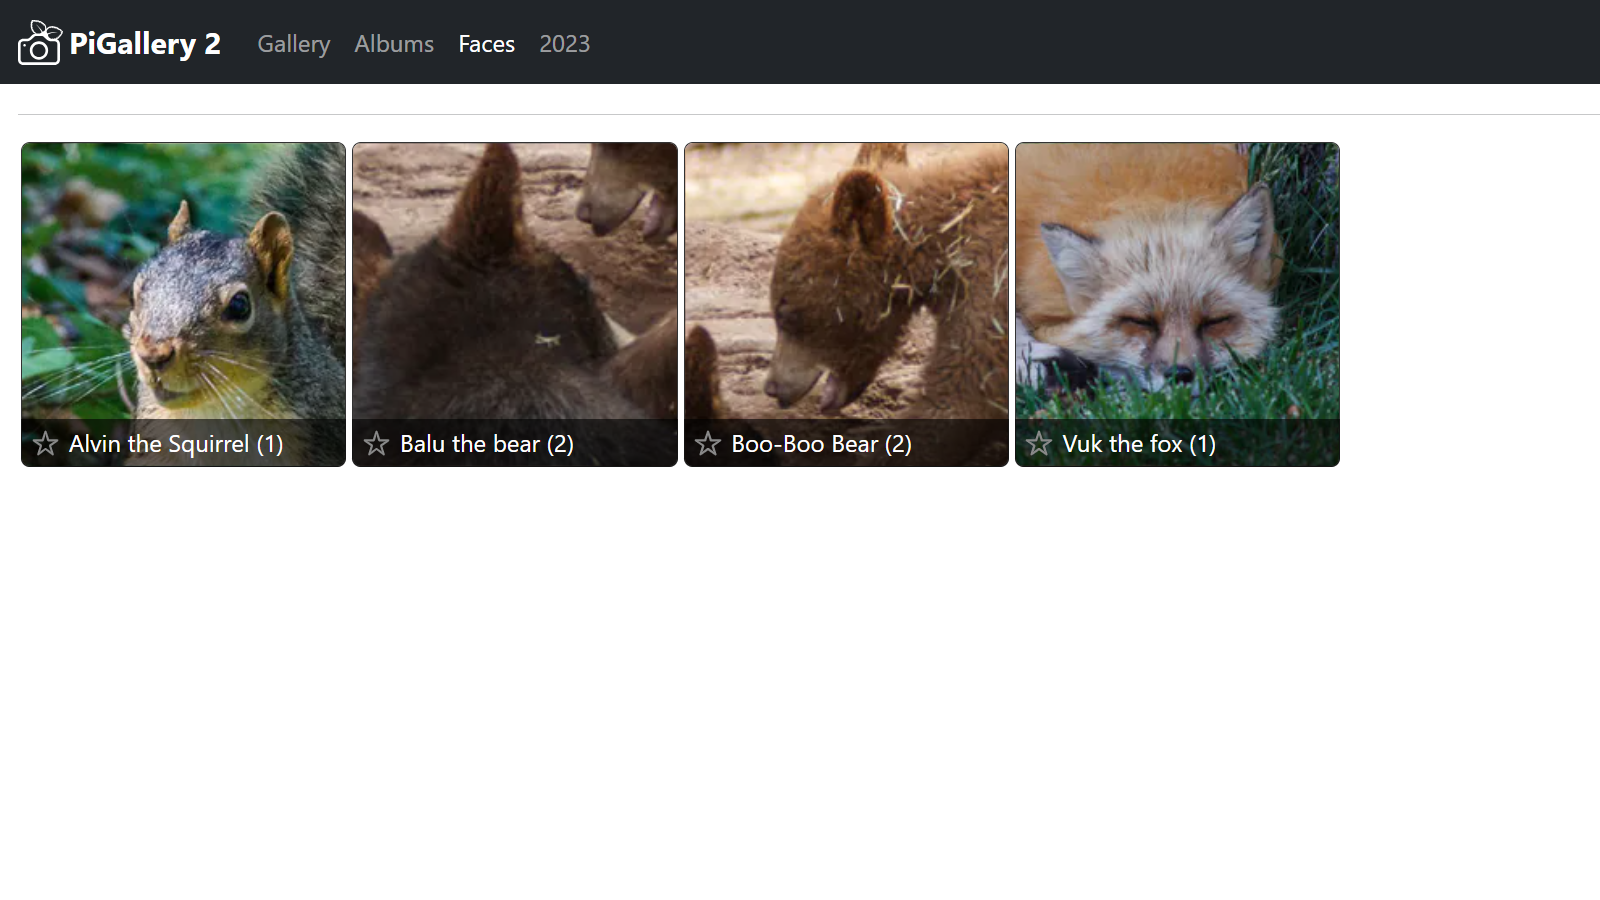 PiGallery 2 Gallery Albums Faces 2023
Alvin the Squirrel (1)
Balu the bear (2)
Boo-Boo Bear (2)
Vuk the fox (1)